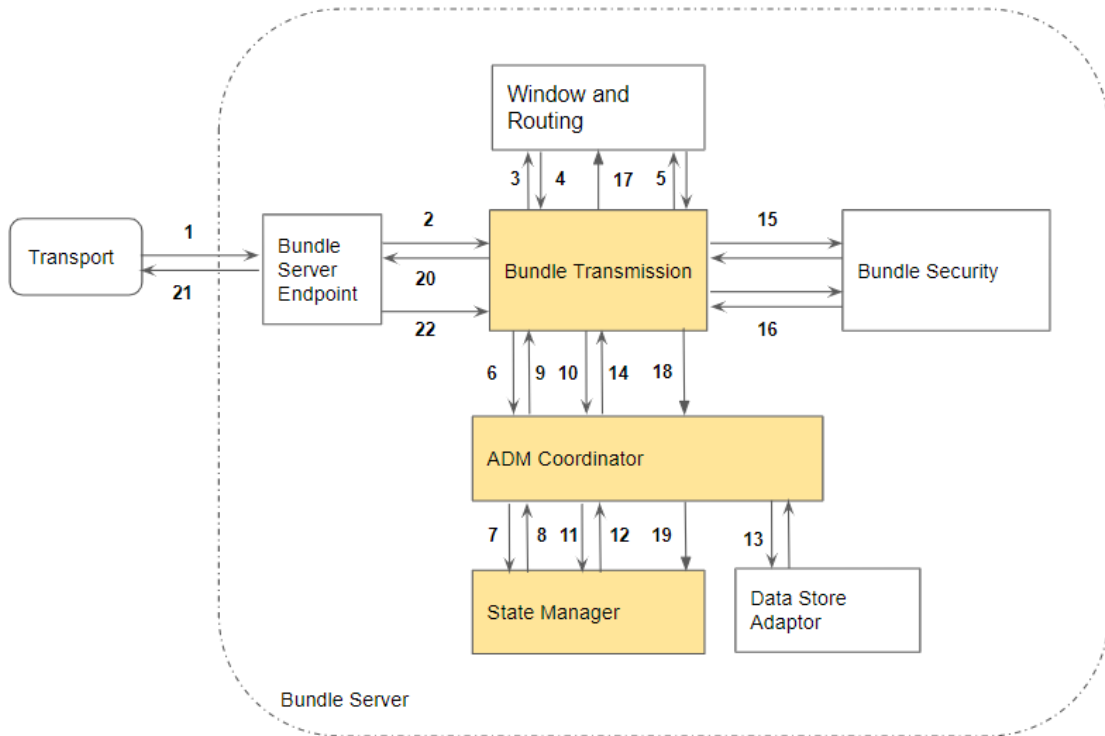 Window and
Routing
3
4
17
5
1
2
15
Transport
Bundle
Server
Endpoint
Bundle Transmission
Bundle Security
21
20
22
16
6
9
10
14
18
ADM Coordinator
7
8
11
12
19
13
State Manager
Data Store
Adaptor
Bundle Server